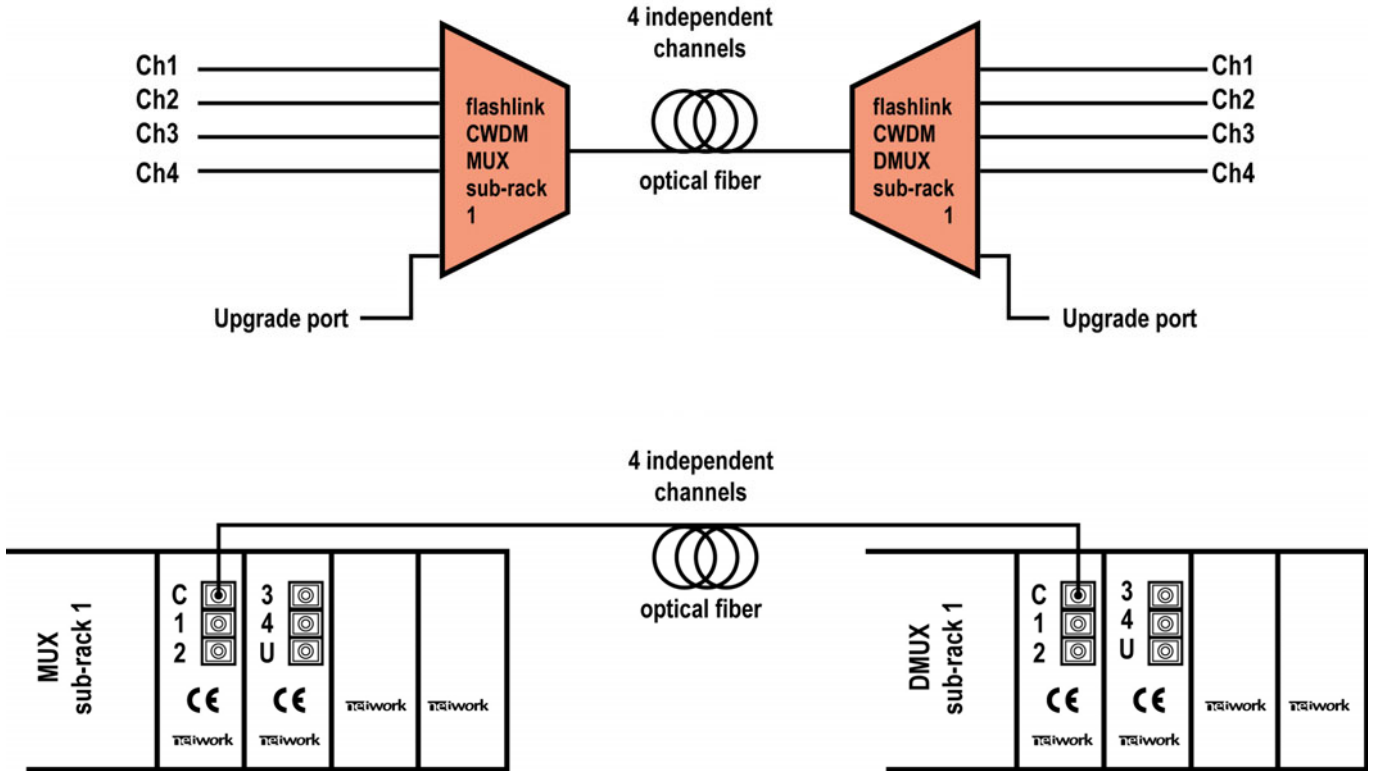 4 independent
channels
Ch1
Ch2
Ch3
Ch4
flashlink
CWDM
MUX
sub-rack
1
optical fiber
flashlink
CWDM
DMUX
sub-rack
1
Ch1
Ch2
Ch3
Ch4
Upgrade port
Upgrade port
4 independent
channels
optical fiber
MUX
sub-rack 1
C
1
2
CE
network
3
4
U
CE
network
network
network
DMUX
sub-rack 1
C
1
2
CE
network
3
4
U
CE
network
network
network